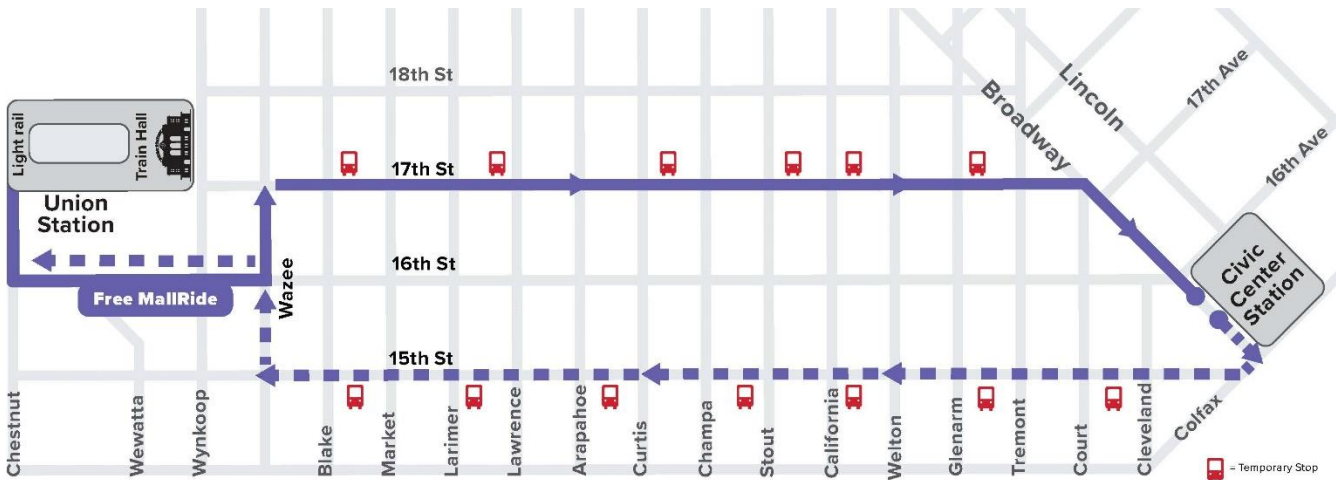 18th St
Broadway
Lincoln
17th Ave
16th Ave
Light rail
Train Hall
17th St
Union
Station
Wazee
16th St
Free MallRide
Civic
Center
Station
15th St
Chestnut
Wewatta
Wynkoop
Blake
Market
Larimer
Lawrence
Arapahoe
Curtis
Champa
Stout
California
Welton
Glenarm
Tremont
Court
Cleveland
Colfax
= Temporary Stop